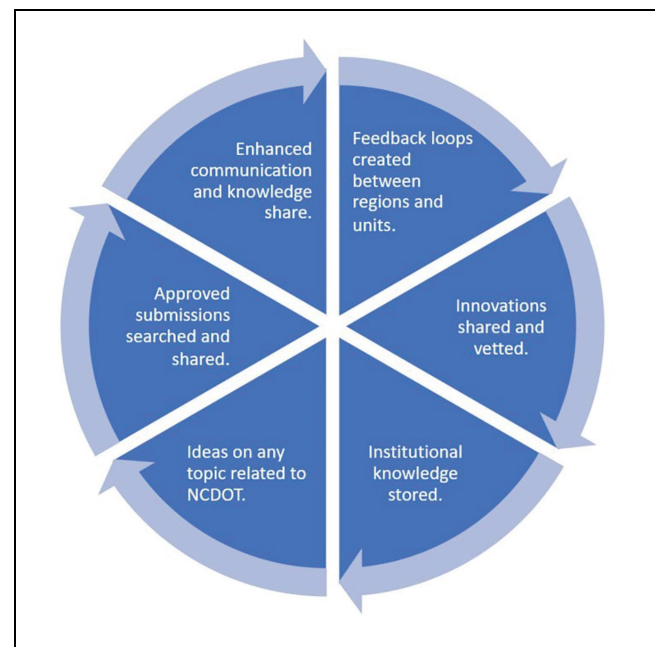 Feedback loops
created
between
regions and
units.
Innovations
shared and
vetted.
Institutional
knowledge
stored.
Ideas on any
topic related to
NCDOT.
Approved
submissions
searched and
shared.
Enhanced
communication
and knowledge
share.